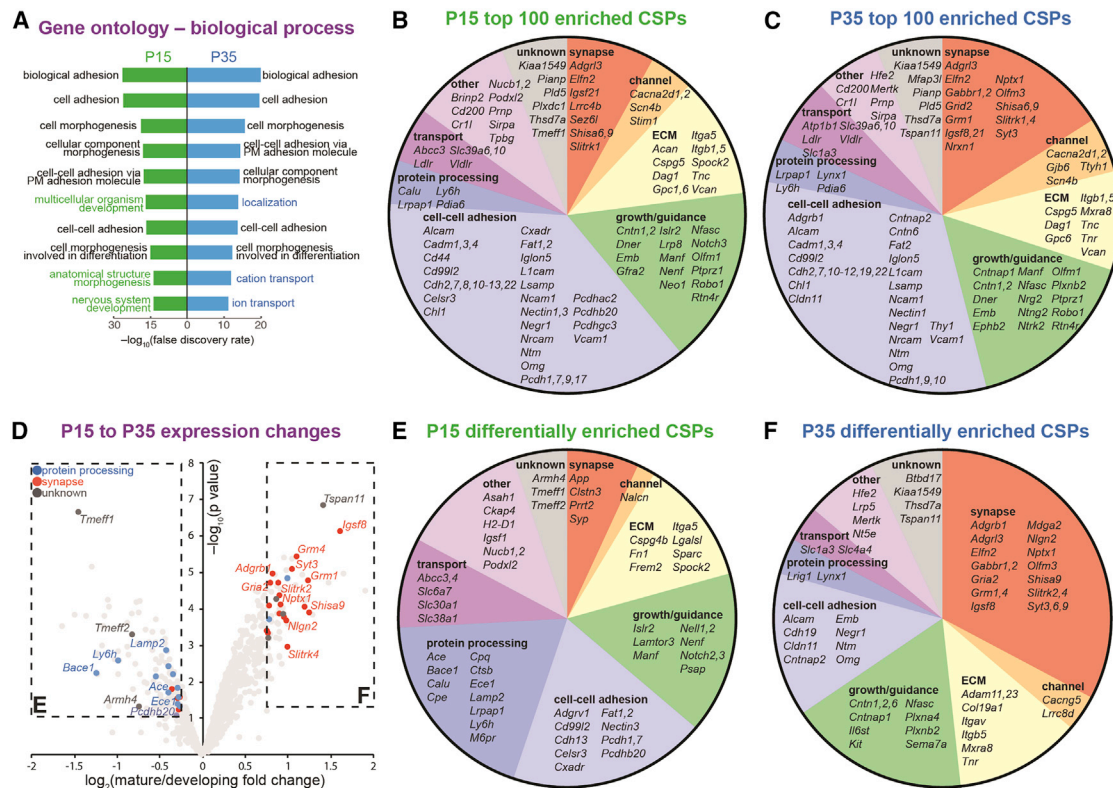 A
Gene ontology – biological process
P15
P35
biological adhesion
biological adhesion
cell adhesion
cell adhesion
cell morphogenesis
cell morphogenesis
cellular component
morphogenesis
cell-cell adhesion via
PM adhesion molecule
cell-cell adhesion via
PM adhesion molecule
cellular component
morphogenesis
multicellular organism
development
localization
cell-cell adhesion
cell-cell adhesion
cell morphogenesis
involved in differentiation
cell morphogenesis
involved in differentiation
anatomical structure
morphogenesis
cation transport
nervous system
development
ion transport
30
20
10
0
10
20
–log10(false discovery rate)
B
P15 top 100 enriched CSPs
unknown
Kiaa1549
Pianp
Pld5
Plxdc1
Thsd7a
Tmeff1
synapse
Adgrl3
Elfn2
Igsf21
Lrrc4b
Sez6l
Shisa6,9
Slitrk1
channel
Cacna2d1,2
Scn4b
Stim1
ECM
Acan
Cspg5
Dag1
Gpc1,6
Itga5
Itgb1,5
Spock2
Tnc
Vcan
growth/guidance
Cntn1,2
Dner
Emb
Gfra2
Islr2
Lrp8
Manf
Nenf
Neo1
Nfasc
Notch3
Olfm1
Ptprz1
Robo1
Rtn4r
cell-cell adhesion
Alcam
Cadm1,3,4
Cd44
Cd99l2
Cdh2,7,8,10-13,22
Celsr3
Chl1
Cxadr
Fat1,2
Iglon5
L1cam
Lsamp
Ncam1
Nectin1,3
Negr1
Nrcam
Ntm
Omg
Pcdh1,7,9,17
Pcdhac2
Pcdhb20
Pcdhgc3
Vcam1
protein processing
Calu
Lrpap1
Ly6h
Pdia6
transport
Abcc3
Ldlr
Slc39a6,10
Vldlr
other
Brinp2
Cd200
Cr1l
Nucb1,2
Podxl2
Prnp
Sirpa
Tpbg
C
P35 top 100 enriched CSPs
unknown
Kiaa1549
Mfap3l
Pianp
Pld5
Thsd7a
Tspan11
synapse
Adgrl3
Elfn2
Gabbr1,2
Grid2
Grm1
Igsf8,21
Nrxn1
Nptx1
Olfm3
Shisa6,9
Slitrk1,4
Syt3
channel
Cacna2d1,2
Gjb6
Scn4b
Ttyh1
ECM
Cspg5
Dag1
Gpc6
Itgb1,5
Mxra8
Tnc
Tnr
Vcan
growth/guidance
Cntnap1
Cntn1,2
Dner
Emb
Ephb2
Manf
Nfasc
Nrg2
Ntng2
Ntrk2
Olfm1
Plxnb2
Ptprz1
Robo1
Rtn4r
cell-cell adhesion
Adgrb1
Alcam
Cadm1,3,4
Cd99l2
Cdh2,7,10-12,19,22
Chl1
Cldn11
Cntnap2
Cntn6
Fat2
Iglon5
L1cam
Lsamp
Ncam1
Nectin1
Negr1
Nrcam
Ntm
Omg
Pcdh1,9,10
Thy1
Vcam1
protein processing
Lrpap1
Ly6h
Lynx1
Pdia6
transport
Atp1b1
Ldlr
Slc1a3
Slc39a6,10
Vldlr
other
Cd200
Cr1l
Hfe2
Mertk
Prnp
Sirpa
D
P15 to P35 expression changes
protein processing
synapse
unknown
Tmeff1
Tmeff2
Lamp2
Ly6h
Bace1
Ace
Armh4
Ece1
Pcdhb20
E
Tspan11
Igsf8
Grm4
Syt3
Adgrb1
Grm1
Gria2
Slitrk2
Nptx1
Shisa9
Nlgn2
Slitrk4
F
8
7
6
5
4
3
2
1
–log10(p value)
-2
-1.5
-1
-0.5
0
0.5
1
1.5
2
log2(mature/developing fold change)
E
P15 differentially enriched CSPs
unknown
Armh4
Tmeff1
Tmeff2
synapse
App
Clstn3
Prrt2
Syp
channel
Nalcn
ECM
Cspg4b
Fn1
Frem2
Itga5
Lgalsl
Sparc
Spock2
growth/guidance
Islr2
Lamtor3
Manf
Nell1,2
Nenf
Notch2,3
Psap
cell-cell adhesion
Adgrv1
Cd99l2
Cdh13
Celsr3
Cxadr
Fat1,2
Nectin3
Pcdh1,7
Pcdhb20
protein processing
Ace
Bace1
Calu
Cpe
Cpq
Ctsb
Ece1
Lamp2
Lrpap1
Ly6h
M6pr
transport
Abcc3,4
Slc6a7
Slc30a1
Slc38a1
other
Asah1
Ckap4
H2-D1
Igsf1
Nucb1,2
Podxl2
F
P35 differentially enriched CSPs
unknown
Btbd17
Kiaa1549
Thsd7a
Tspan11
synapse
Adgrb1
Adgrl3
Elfn2
Gabbr1,2
Gria2
Grm1,4
Igsf8
Mdga2
Nlgn2
Nptx1
Olfm3
Shisa9
Slitrk2,4
Syt3,6,9
channel
Cacng5
Lrrc8d
ECM
Adam11,23
Col19a1
Itgav
Itgb5
Mxra8
Tnr
growth/guidance
Cntn1,2,6
Cntnap1
Il6st
Kit
Nfasc
Plxna4
Plxnb2
Sema7a
cell-cell adhesion
Alcam
Cdh19
Cldn11
Cntnap2
Emb
Negr1
Ntm
Omg
protein processing
Lrig1
Lynx1
transport
Slc1a3
Slc4a4
other
Hfe2
Lrp5
Mertk
Nt5e